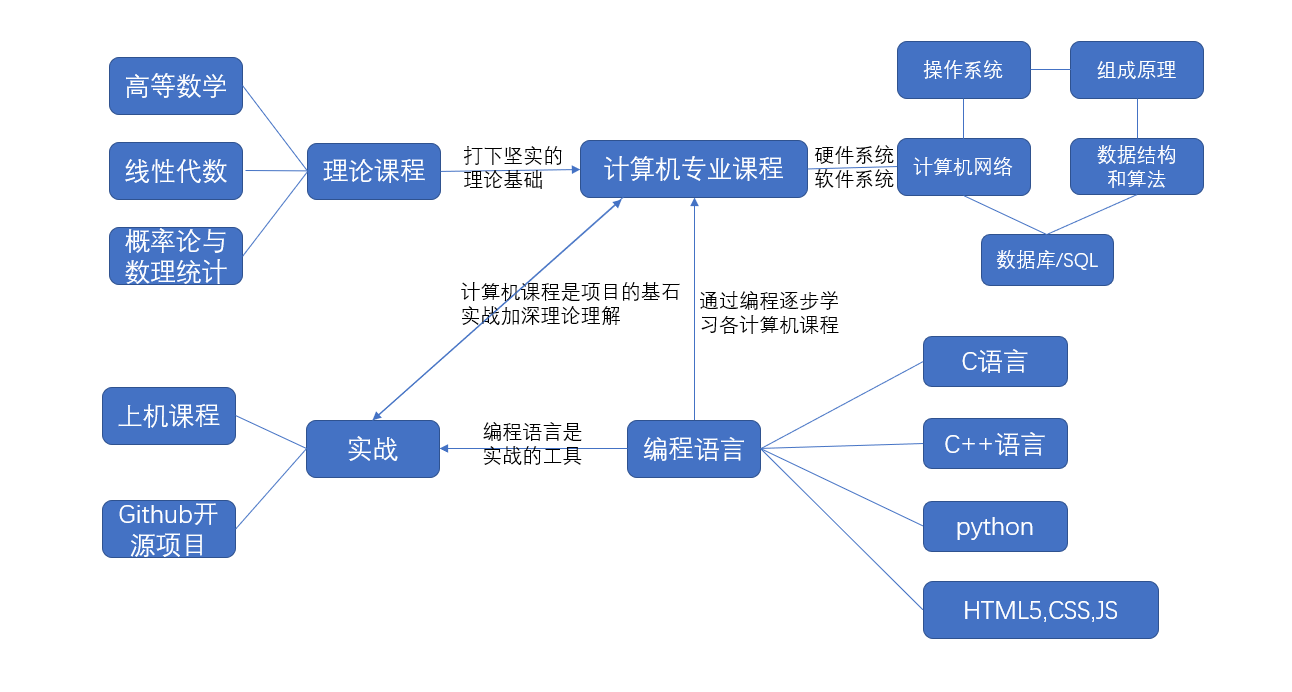 操作系统
组成原理
高等数学
线性代数
概率论与
数理统计
理论课程
打下坚实的
理论基础
计算机专业课程
硬件系统
软件系统
计算机网络
数据结构
和算法
数据库/SQL
计算机课程是项目的基石
实战加深理论理解
通过编程逐步学
习各计算机课程
上机课程
Github开
源项目
实战
编程语言是
实战的工具
编程语言
C语言
C++语言
python
HTML5,CSS,JS